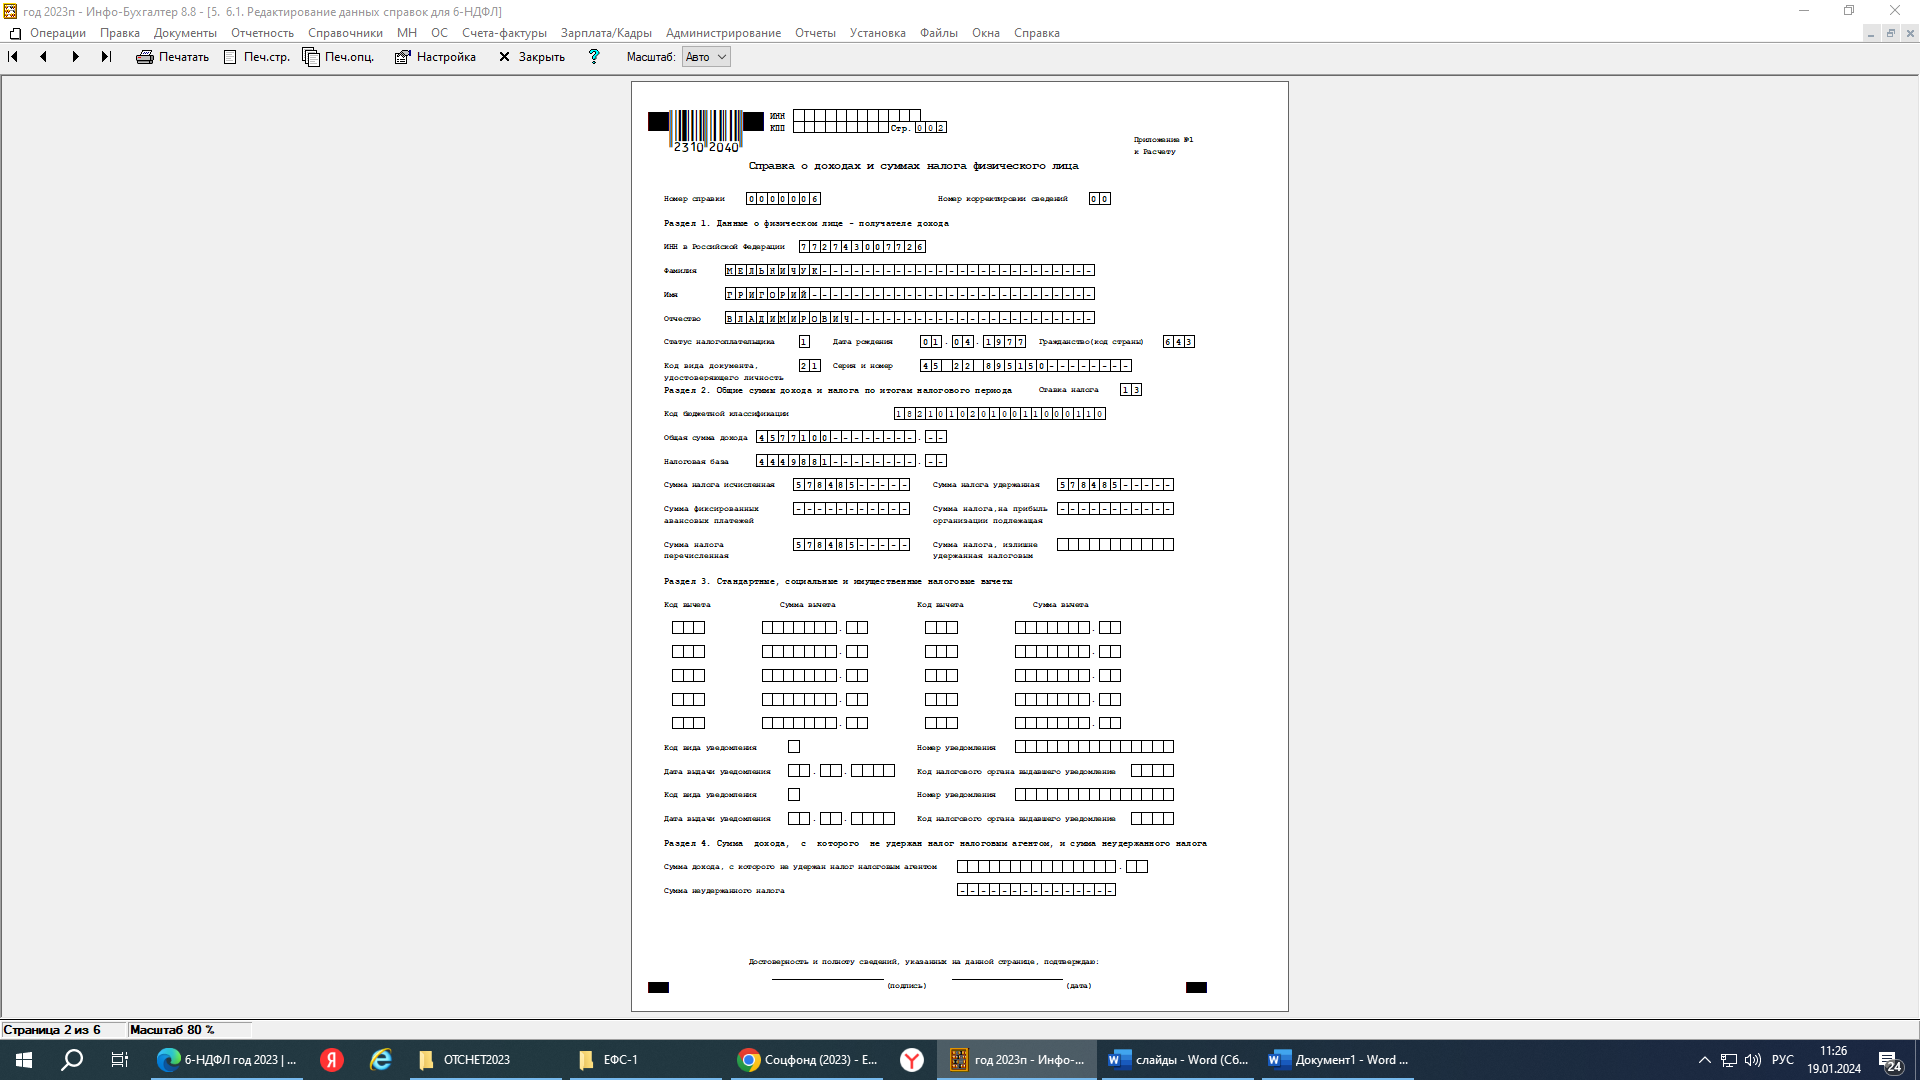 год 2023п - Инфо-Бухгалтер 8.8 - [5. 6.1. Редактирование данных справок для 6-НДФЛ]
Операции Правка Документы Отчетность Справочники МН ОС Счета-фактуры Зарплата/Кадры Администрирование Отчеты Установка Файлы Окна Справка
Печатать Печ.стр. Печ.опц. Настройка Закрыть ? Масштаб: Авто
ИНН
КПП Стр. 002
2310 2040
Приложение №1
к Расчету
Справка о доходах и суммах налога физического лица
Номер справки 0000006 Номер корректировки сведений 00
Раздел 1. Данные о физическом лице - получателе дохода
ИНН в Российской Федерации 772743007726
Фамилия МЕЛЬНИЧУК--------------------------
Имя ГРИГОРИЙ---------------------------
Отчество ВЛАДИМИРОВИЧ-----------------------
Статус налогоплательщика 1 Дата рождения 01.04.1977 Гражданство(код страны) 643
Код вида документа, 21 Серия и номер 45 22 895150--------
удостоверяющего личность
Раздел 2. Общие суммы дохода и налога по итогам налогового периода Ставка налога 13
Код бюджетной классификации 18210102010011000110
Общая сумма дохода 4577100--------.--
Налоговая база 4449881--------.--
Сумма налога исчисленная 578485----- Сумма налога удержанная 578485-----
Сумма фиксированных ----------- Сумма налога,на прибыль -----------
авансовых платежей организации подлежащая
Сумма налога 578485----- Сумма налога, излишне
перечисленная удержанная налоговым
Раздел 3. Стандартные, социальные и имущественные налоговые вычеты
Код вычета Сумма вычета Код вычета Сумма вычета
Код вида уведомления Номер уведомления
Дата выдачи уведомления Код налогового органа выдавшего уведомление
Код вида уведомления Номер уведомления
Дата выдачи уведомления Код налогового органа выдавшего уведомление
Раздел 4. Сумма дохода, с которого не удержан налог налоговым агентом, и сумма неудержанного налога
Сумма дохода, с которого не удержан налог налоговым агентом
Сумма неудержанного налога ---------------
Достоверность и полноту сведений, указанных на данной странице, подтверждаю:
(подпись) (дата)
Страница 2 из 6 Масштаб 80 %
6-НДФЛ год 2023 | ... ОТСНЕТ2023 ЕФС-1 Соцфонд (2023) - Е... год 2023п - Инфо-... слайды - Word (Сб... Документ1 - Word ... РУС 11:26
19.01.2024 24